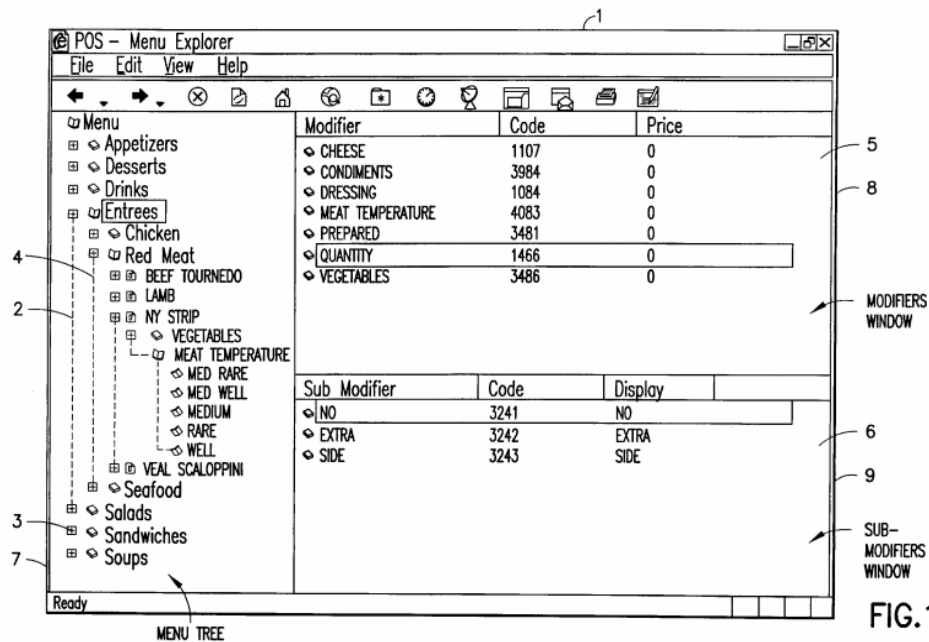 1
POS – Menu Explorer
File Edit View Help
Menu
Appetizers
Desserts
Drinks
Entrees
Chicken
Red Meat
BEEF TOURNEDO
LAMB
NY STRIP
VEGETABLES
MEAT TEMPERATURE
MED RARE
MED WELL
MEDIUM
RARE
WELL
VEAL SCALOPPINI
Seafood
Salads
Sandwiches
Soups
4
2
3
7
Modifier Code Price
CHEESE 1107 0
CONDIMENTS 3984 0
DRESSING 1084 0
MEAT TEMPERATURE 4083 0
PREPARED 3481 0
QUANTITY 1466 0
VEGETABLES 3486 0
5
8
MODIFIERS
WINDOW
Sub Modifier Code Display
NO 3241 NO
EXTRA 3242 EXTRA
SIDE 3243 SIDE
6
9
SUB-
MODIFIERS
WINDOW
Ready
MENU TREE
FIG.1